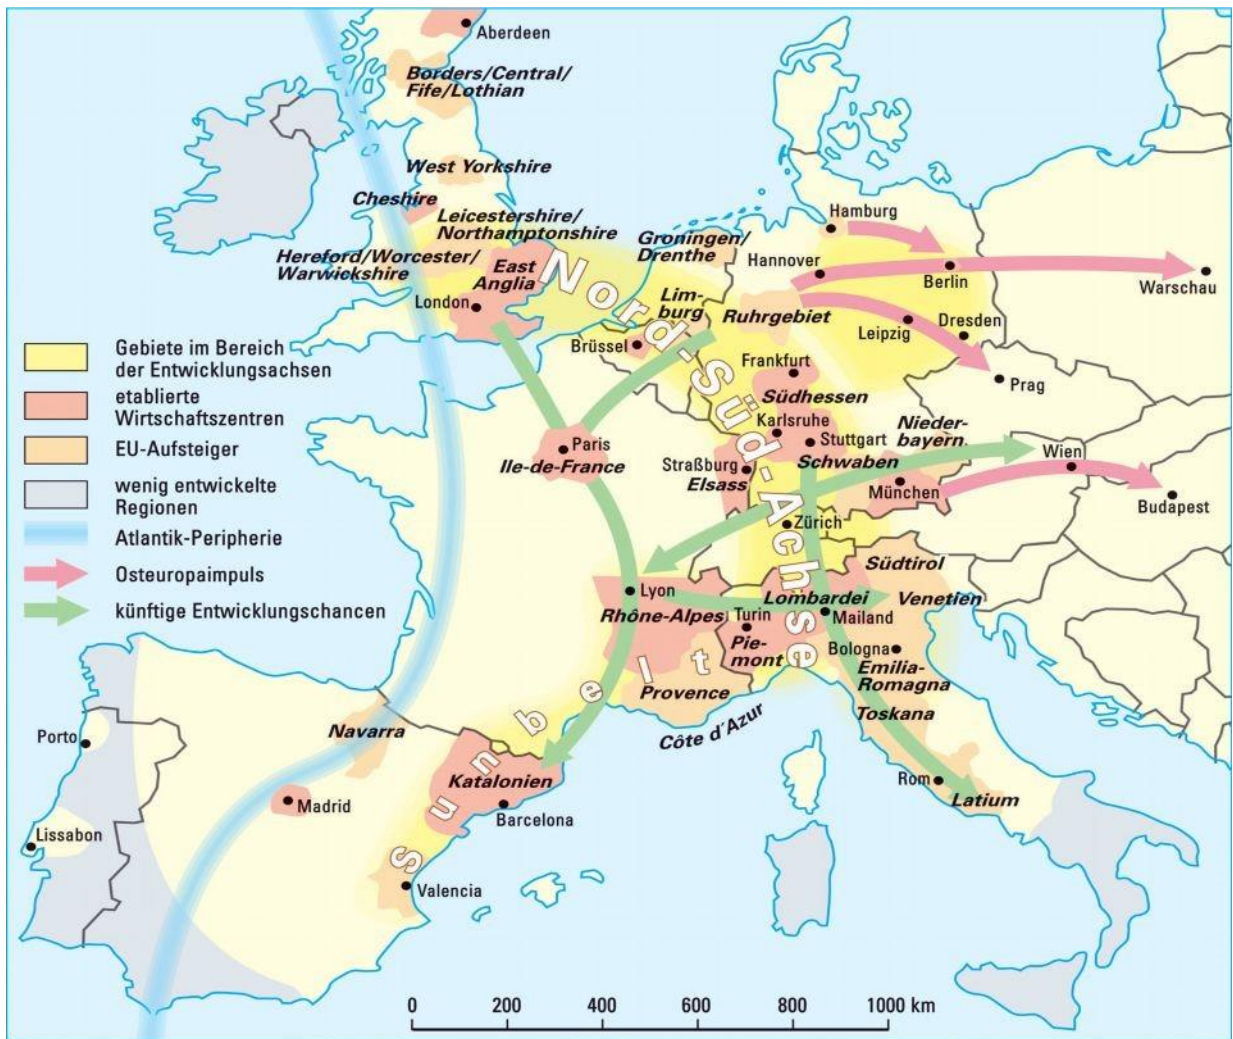 Aberdeen
Borders/Central/
Fife/Lothian
West Yorkshire
Cheshire
Leicestershire/
Northamptonshire
Hereford/Worcester/
Warwickshire
East
Anglia
London
Groningen/
Drenthe
Hamburg
Hannover
Berlin
Warschau
Lim-
burg
Ruhrgebiet
Leipzig
Dresden
Brüssel
Prag
Frankfurt
Südhessen
Karlsruhe
Stuttgart
Schwaben
Nieder-
bayern
Wien
Budapest
München
Straßburg
Elsass
Paris
Ile-de-France
Zürich
Nord-Süd-Achse
Südtirol
Lyon
Rhône-Alpes
Lombardei
Venetien
Turin
Mailand
Pie-
mont
Bologna
Emilia-
Romagna
Provence
Toskana
Côte d'Azur
Rom
Latium
Sunbelt
Navarra
Katalonien
Barcelona
Madrid
Valencia
Porto
Lissabon
Gebiete im Bereich
der Entwicklungsachsen
etablierte
Wirtschaftszentren
EU-Aufsteiger
wenig entwickelte
Regionen
Atlantik-Peripherie
Osteuropaimpuls
künftige Entwicklungschancen
0 200 400 600 800 1000 km